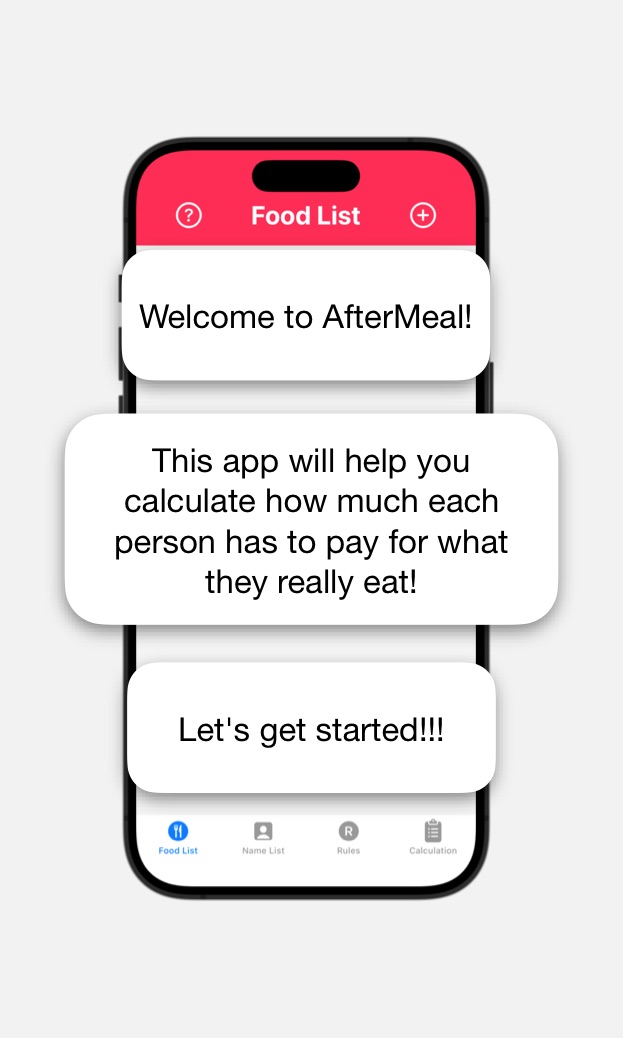 Food List
Welcome to AfterMeal!
This app will help you
calculate how much each
person has to pay for what
they really eat!
Let's get started!!!
Food List Name List R Rules Calculation